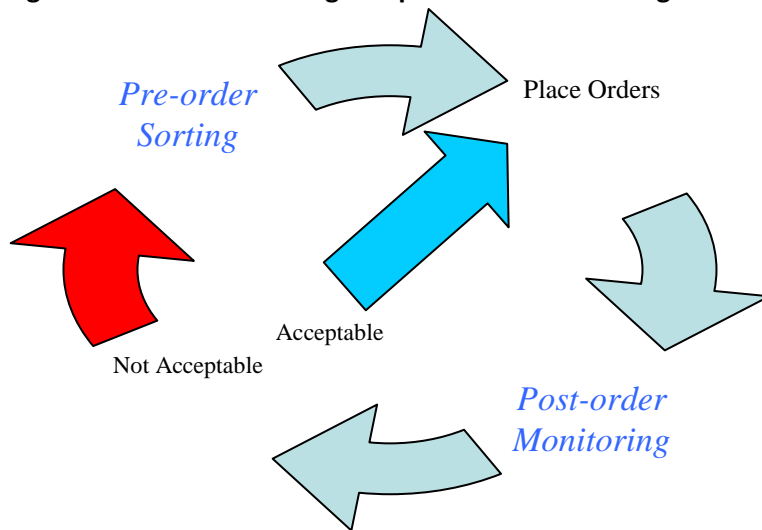 Pre-order
Sorting
Place Orders
Acceptable
Not Acceptable
Post-order
Monitoring